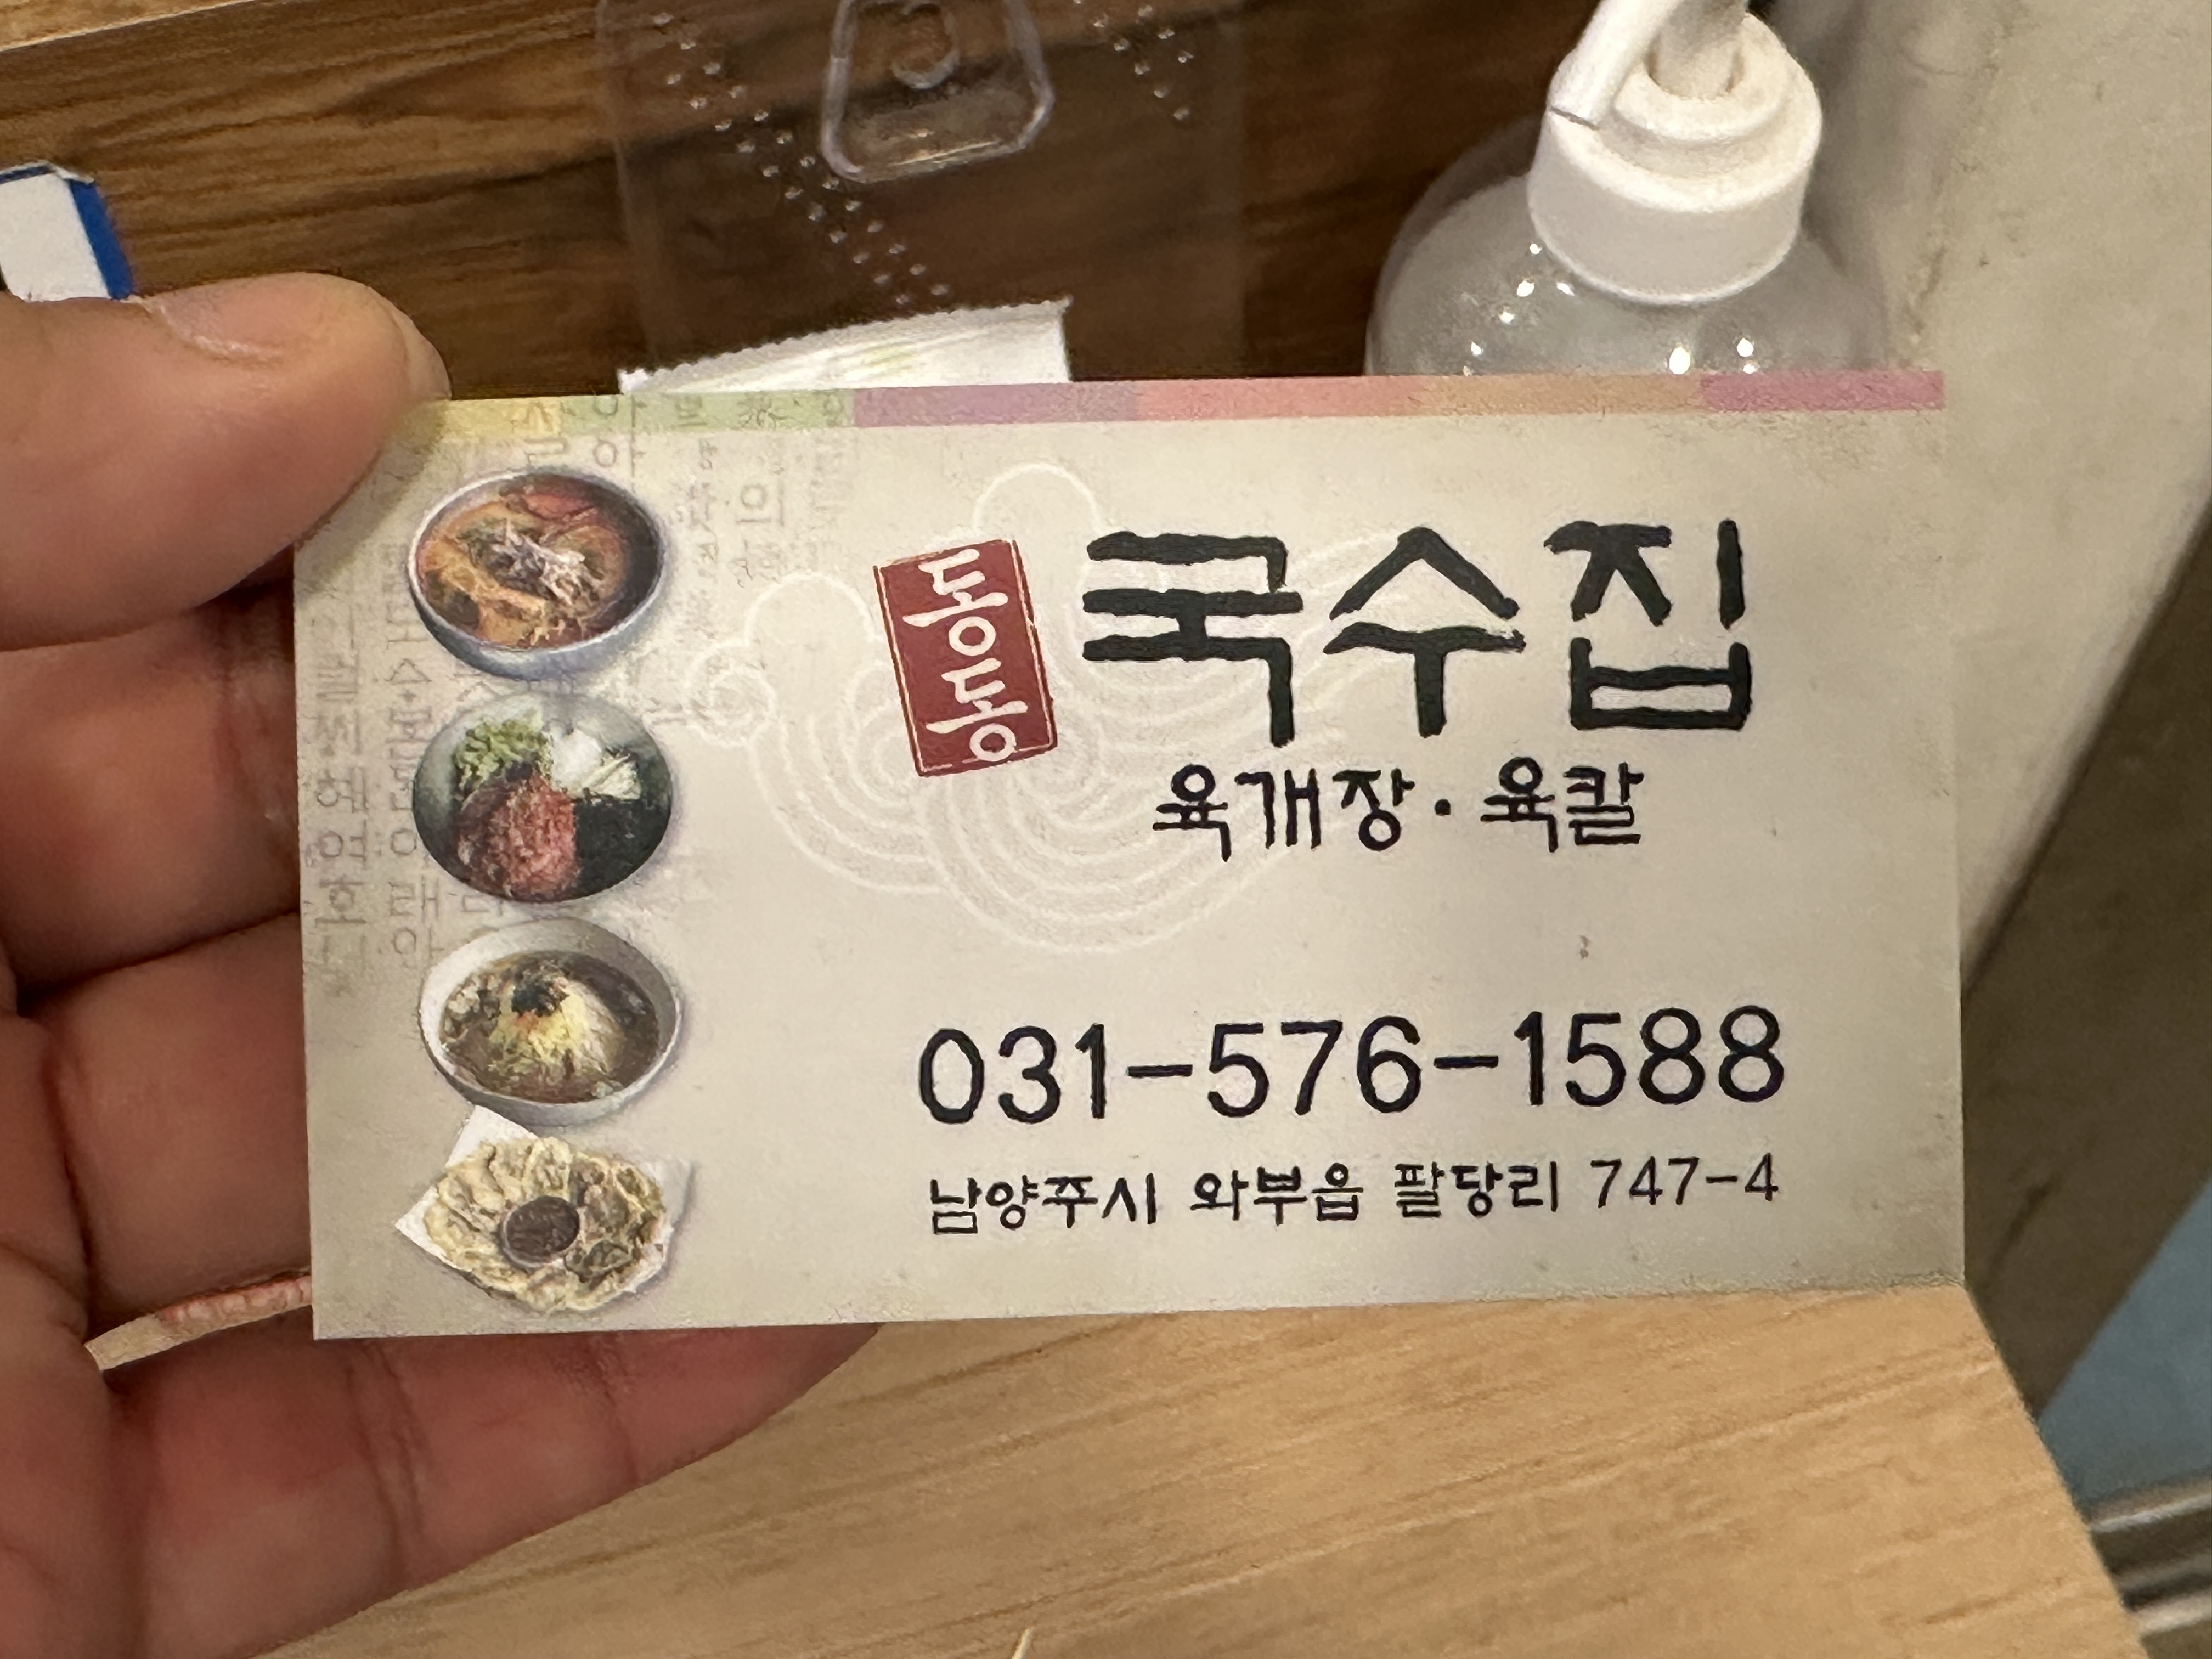 동동 국수집
육개장·육칼
031-576-1588
남양주시 와부읍 팔당리 747-4